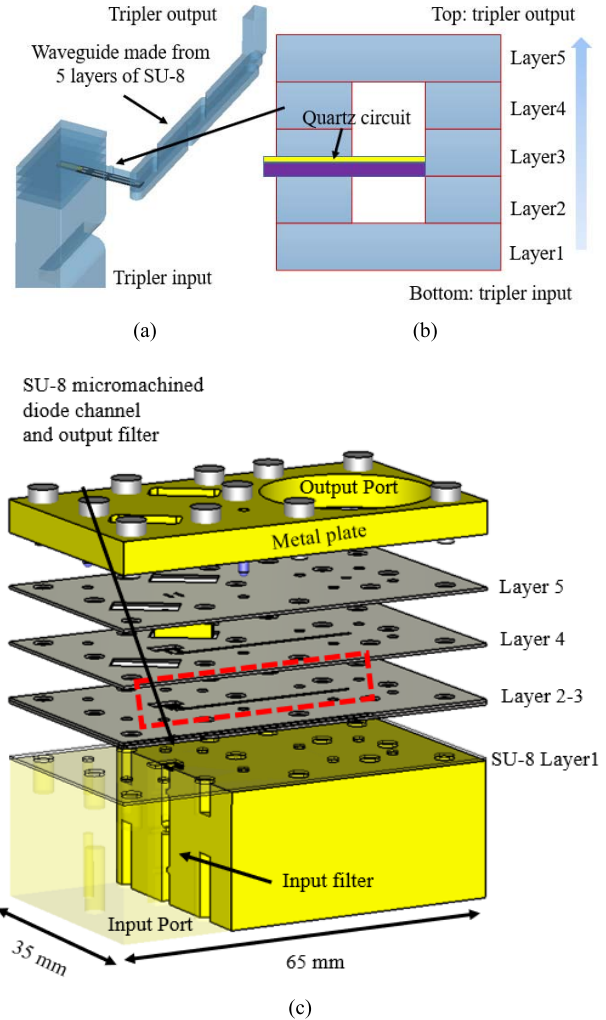 Tripler output
Top: tripler output
Waveguide made from
5 layers of SU-8
Layer5
Layer4
Quartz circuit
Layer3
Layer2
Layer1
Tripler input
Bottom: tripler input
(a)
(b)
SU-8 micromachined
diode channel
and output filter
Output Port
Metal plate
Layer 5
Layer 4
Layer 2-3
SU-8 Layer1
Input filter
Input Port
35 mm
65 mm
(c)